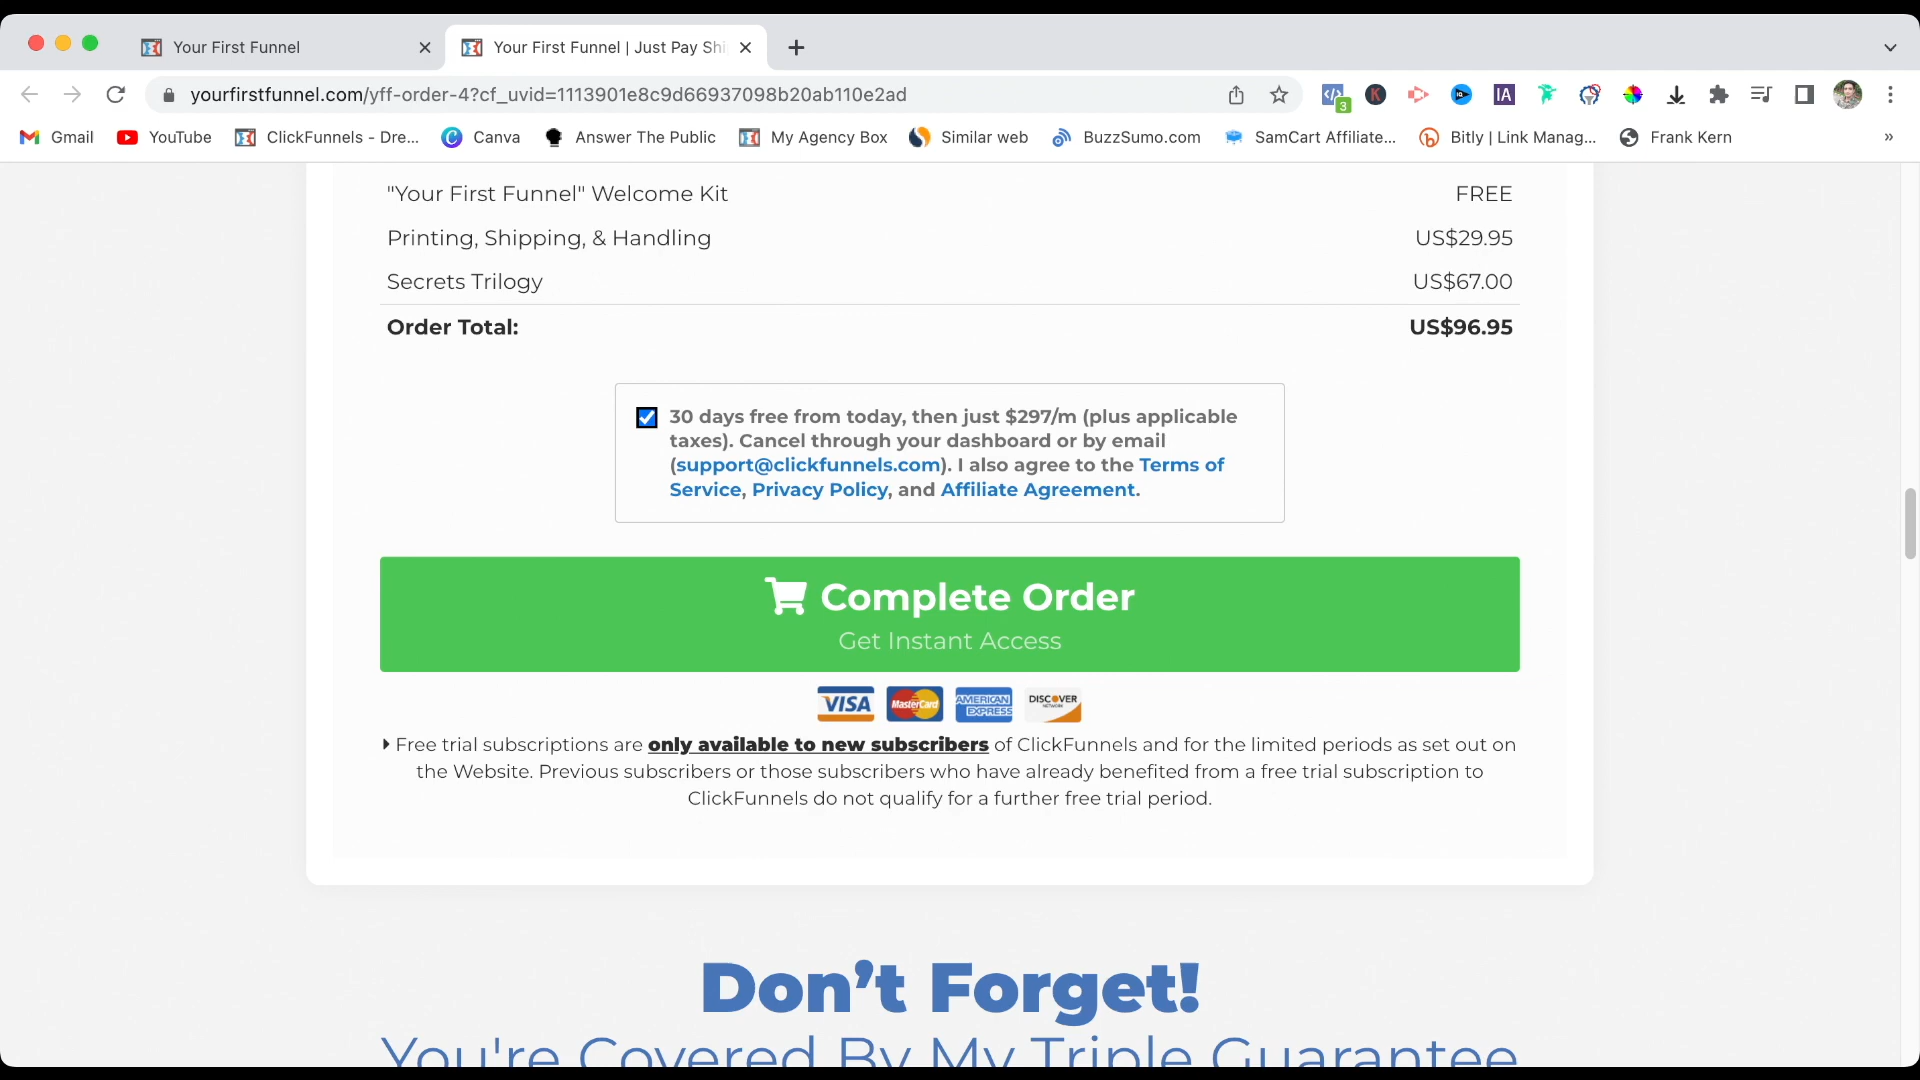 Your First Funnel
Your First Funnel | Just Pay Shi
yourfirstfunnel.com/yff-order-4?cf_uvid=1113901e8c9d66937098b20ab110e2ad
3
K
IA
Gmail
YouTube
ClickFunnels - Dre...
Canva
Answer The Public
My Agency Box
Similar web
BuzzSumo.com
SamCart Affiliate...
Bitly | Link Manag...
Frank Kern
»
"Your First Funnel" Welcome Kit FREE
Printing, Shipping, & Handling US$29.95
Secrets Trilogy US$67.00
Order Total: US$96.95
30 days free from today, then just $297/m (plus applicable
taxes). Cancel through your dashboard or by email
(support@clickfunnels.com). I also agree to the Terms of
Service, Privacy Policy, and Affiliate Agreement.
Complete Order
Get Instant Access
VISA MasterCard AMERICAN EXPRESS DISCOVER NETWORK
Free trial subscriptions are only available to new subscribers of ClickFunnels and for the limited periods as set out on
the Website. Previous subscribers or those subscribers who have already benefited from a free trial subscription to
ClickFunnels do not qualify for a further free trial period.
Don’t Forget!
You're Covered By My Triple Guarantee